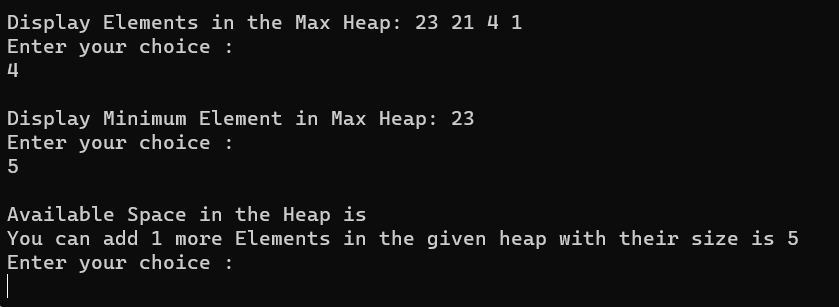 Display Elements in the Max Heap: 23 21 4 1
Enter your choice :
4
Display Minimum Element in Max Heap: 23
Enter your choice :
5
Available Space in the Heap is
You can add 1 more Elements in the given heap with their size is 5
Enter your choice :